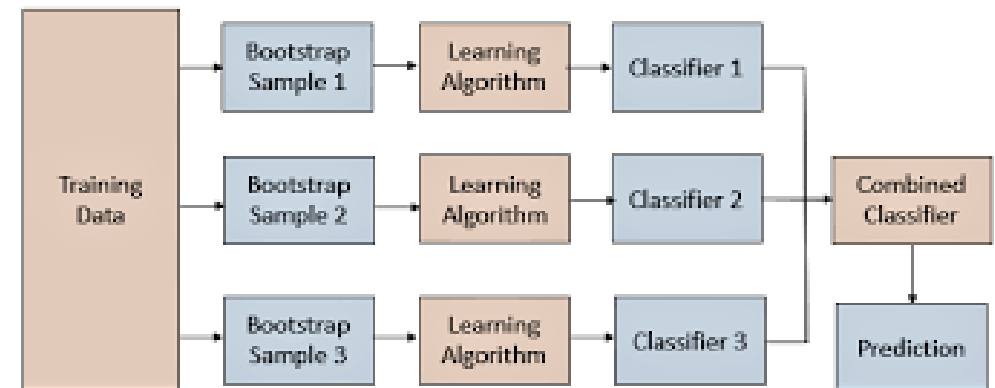 Training
Data
Bootstrap
Sample 1
Learning
Algorithm
Classifier 1
Bootstrap
Sample 2
Learning
Algorithm
Classifier 2
Bootstrap
Sample 3
Learning
Algorithm
Classifier 3
Combined
Classifier
Prediction